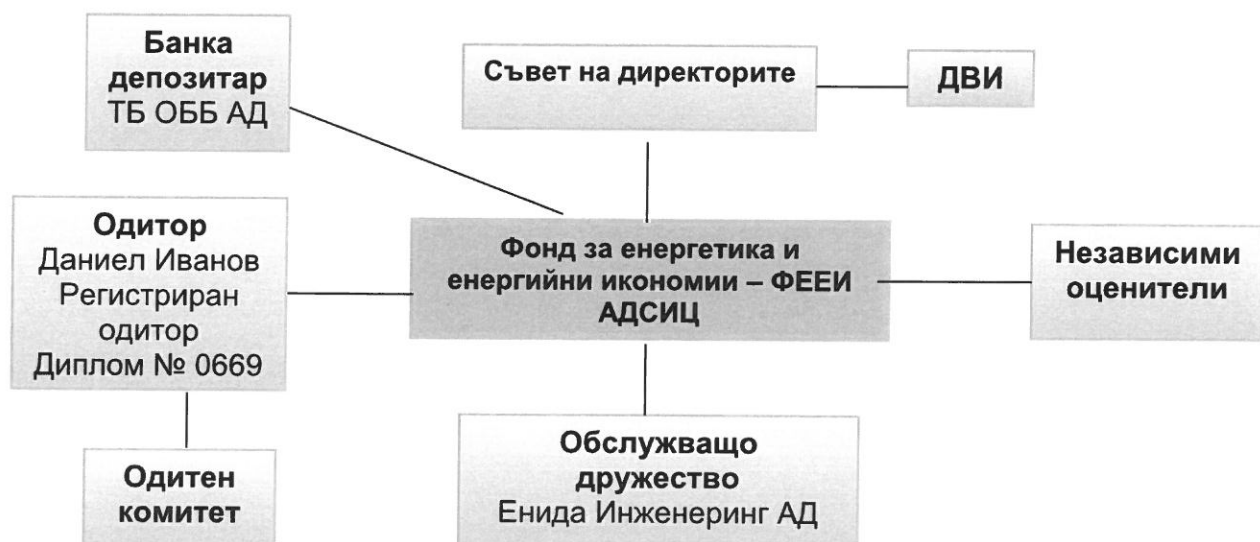 Банка
депозитар
ТБ ОББ АД
Съвет на директорите
ДВИ
Одитор
Даниел Иванов
Регистриран
одитор
Диплом № 0669
Фонд за енергетика и
енергийни икономии – ФЕЕИ
АДСИЦ
Независими
оценители
Одитен
комитет
Обслужващо
дружество
Енида Инженеринг АД